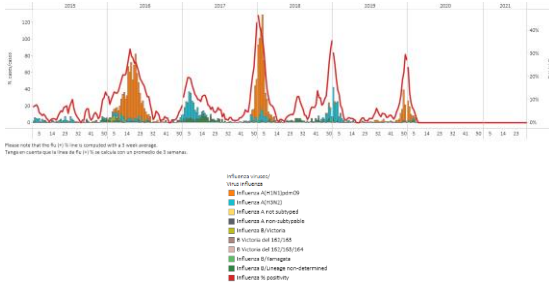 2015 2016 2017 2018 2019 2020 2021
120
100
80
60
40
20
0
40%
30%
20%
10%
0%
5 14 23 32 41 50 5 14 23 32 41 50 5 14 23 32 41 50 5 14 23 32 41 50 5 14 23 32 41 50 5 14 23 32 41 50 5 14 23
Please note that the flu (+) % line is computed with a 3 week average.
Tenga en cuenta que la línea de flu (+) % se calcula con un promedio de 3 semanas.
Influenza viruses/
Virus influenza
Influenza A(H1N1)pdm09
Influenza A(H3N2)
Influenza A not subtyped
Influenza A non-subtypable
Influenza B/Victoria
B Victoria del 162/163
B Victoria del 162/163/164
Influenza B/Yamagata
Influenza B/Lineage non-determined
Influenza % positivity